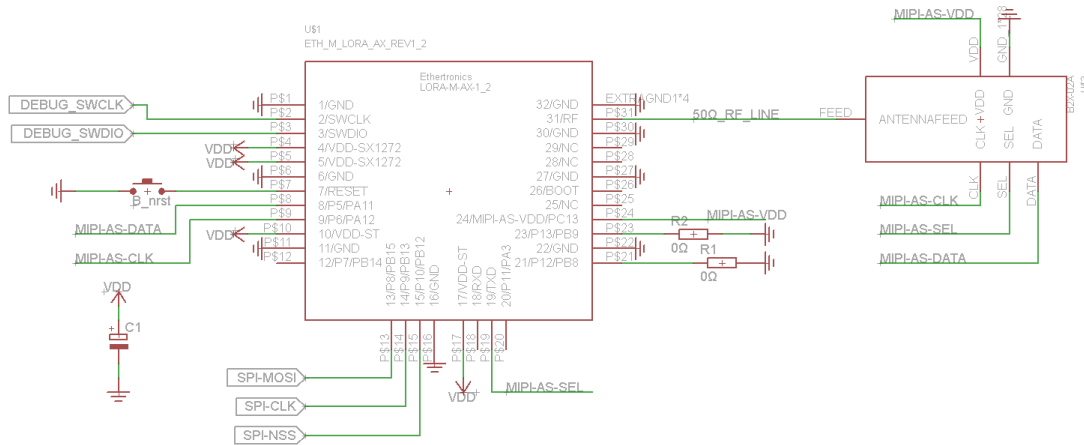 MIPI-AS-VDD
U$1
ETH_M_LORA_AX_REV1_2
VDD
GND 1*28
Ethertronics
LORA-M-AX-1_2
DEBUG_SWCLK
DEBUG_SWDIO
P$1 1/GND
P$2 2/SWCLK
P$3 3/SWDIO
VDD P$4 4/VDD-SX1272
VDD P$5 5/VDD-SX1272
P$6 6/GND
P$7 7/RESET
P$8 8/P5/PA11
P$9 9/P6/PA12
VDD P$10 10/VDD-ST
P$11 11/GND
P$12 12/P7/PB14
B_nrst
MIPI-AS-DATA
MIPI-AS-CLK
32/GND EXTRAGND1*4
31/RF P$31 50Ω_RF_LINE FEED
30/GND P$30
29/NC P$29
28/NC P$28
27/GND P$27
26/BOOT P$26
25/NC P$25
24/MIPI-AS-VDD/PC13 P$24 MIPI-AS-VDD
23/P13/PB9 P$23 R2 0Ω
22/GND P$22
21/P12/PB8 P$21 R1 0Ω
ANTENNAFEED
CLK+VDD
SEL GND
DATA
CLK
SEL
DATA
MIPI-AS-CLK
MIPI-AS-SEL
MIPI-AS-DATA
13/P8/PB15
14/P9/PB13
15/P10/PB12
16/GND
17/VDD-ST
18/RXD
19/TXD
20/P11/PA3
P$13
P$14
P$15
P$16
P$17
P$18
P$19
P$20
VDD
C1
SPI-MOSI
SPI-CLK
SPI-NSS
VDD
MIPI-AS-SEL